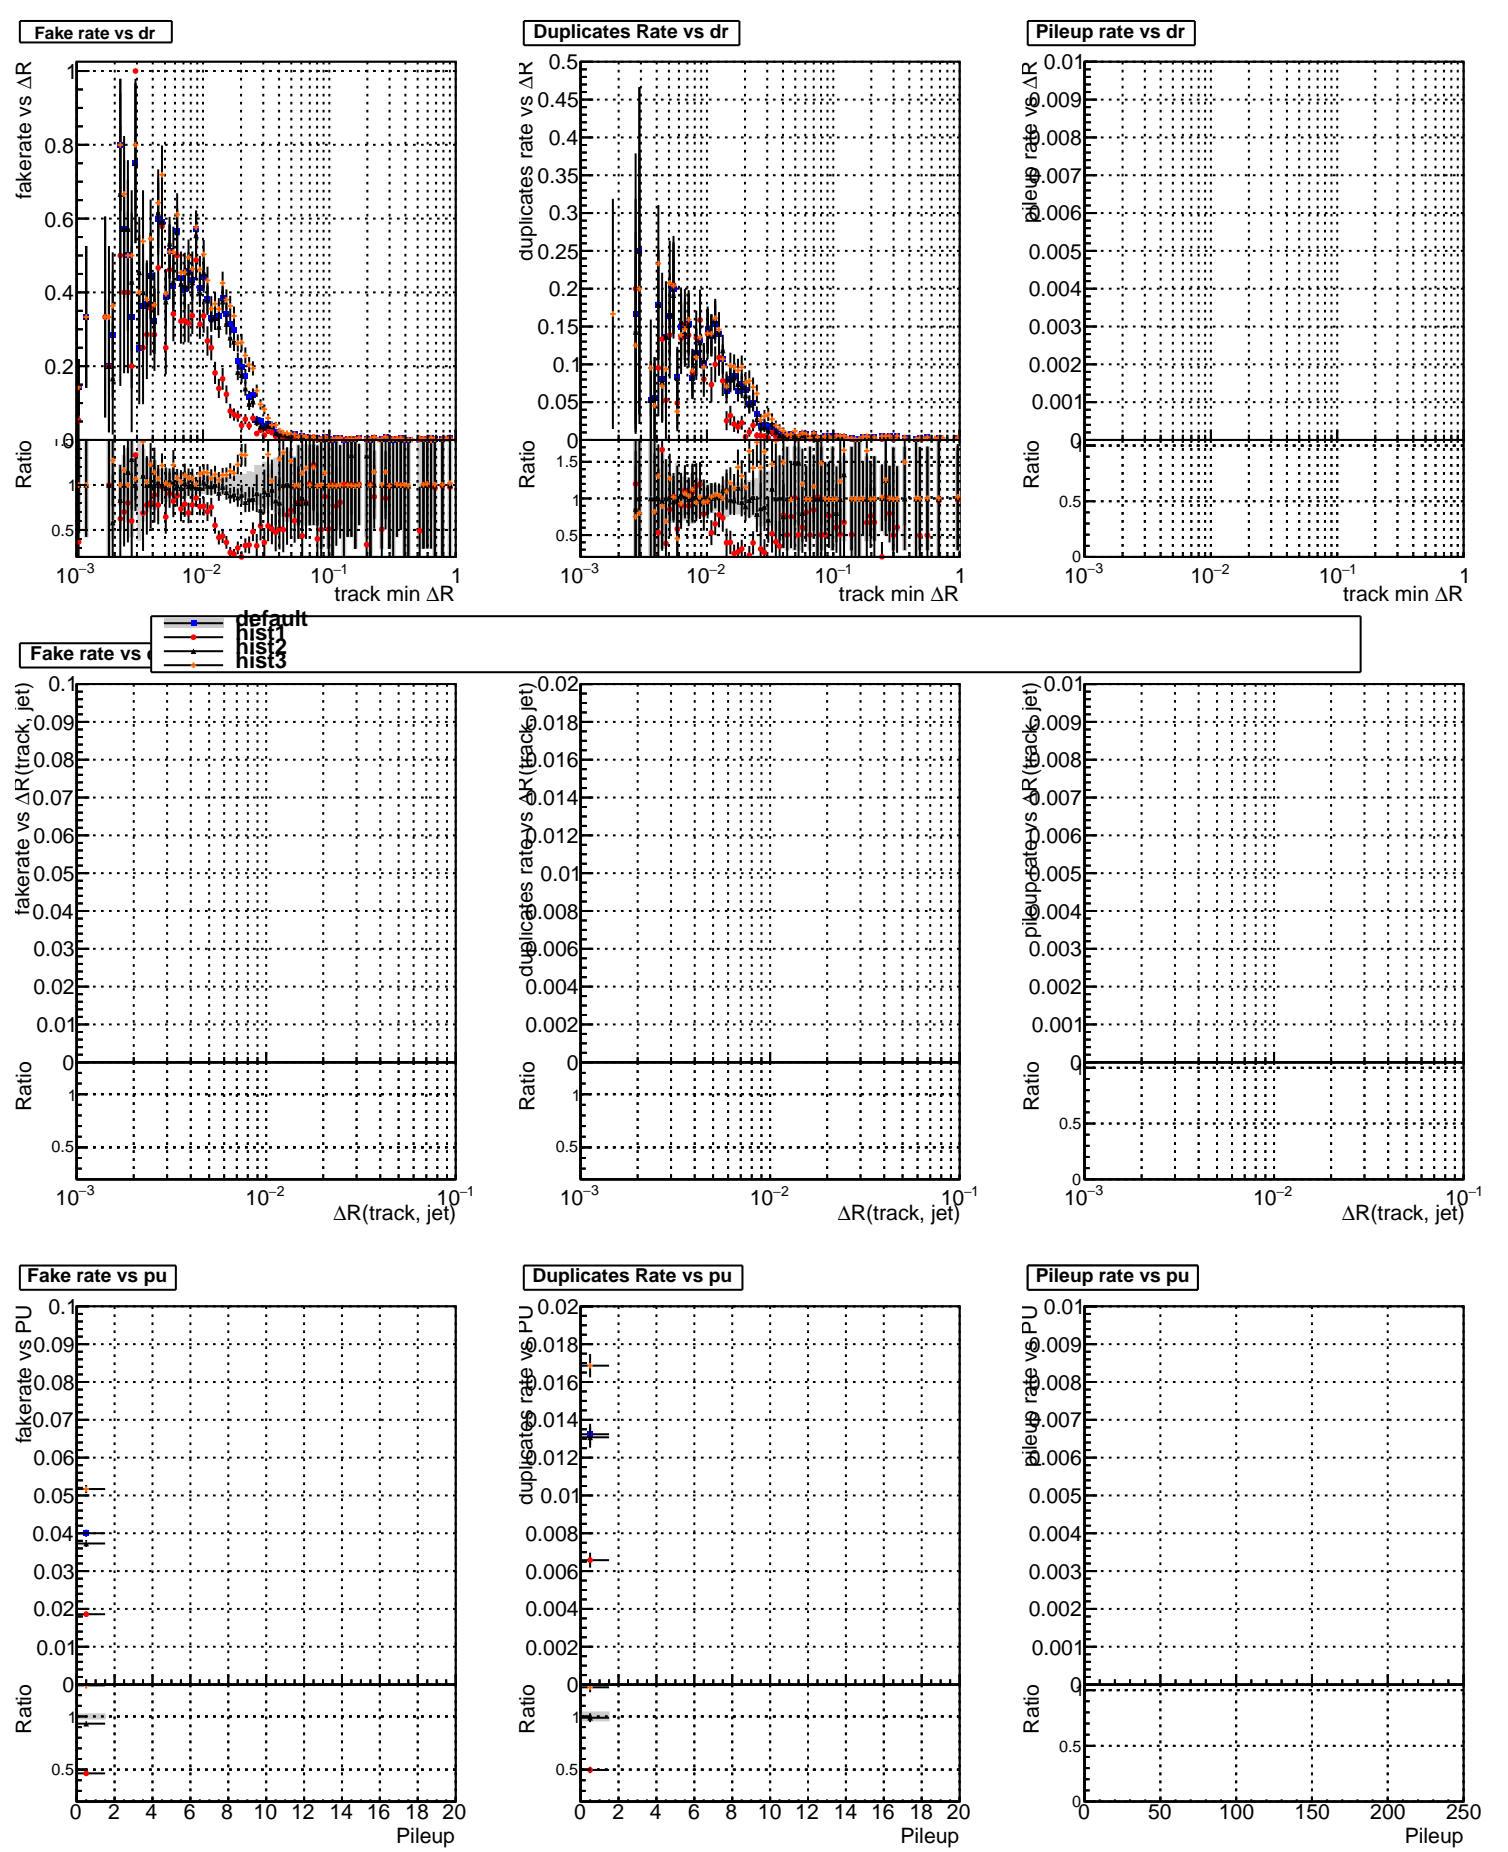 Fake rate vs dr
Duplicates Rate vs dr
Pileup rate vs dr
fakerate vs ΔR
1
0.8
0.6
0.4
0.2
0
Ratio
1
0.5
10⁻³ 10⁻² 10⁻¹ 1
track min ΔR
duplicates rate vs ΔR
0.5
0.45
0.4
0.35
0.3
0.25
0.2
0.15
0.1
0.05
0
Ratio
1.5
1
0.5
10⁻³ 10⁻² 10⁻¹ 1
track min ΔR
pileup rate vs ΔR
0.01
0.009
0.008
0.007
0.006
0.005
0.004
0.003
0.002
0.001
0
Ratio
1
0.5
0
10⁻³ 10⁻² 10⁻¹ 1
track min ΔR
default
hist1
hist2
hist3
Fake rate vs
fakerate vs ΔR(track, jet)
0.1
0.09
0.08
0.07
0.06
0.05
0.04
0.03
0.02
0.01
0
Ratio
1
0.5
10⁻³ 10⁻² 10⁻¹
ΔR(track, jet)
duplicates rate vs ΔR(track, jet)
0.02
0.018
0.016
0.014
0.012
0.01
0.008
0.006
0.004
0.002
0
Ratio
1
0.5
10⁻³ 10⁻² 10⁻¹
ΔR(track, jet)
pileup rate vs ΔR(track, jet)
0.01
0.009
0.008
0.007
0.006
0.005
0.004
0.003
0.002
0.001
0
Ratio
1
0.5
0
10⁻³ 10⁻² 10⁻¹
ΔR(track, jet)
Fake rate vs pu
Duplicates Rate vs pu
Pileup rate vs pu
fakerate vs PU
0.1
0.09
0.08
0.07
0.06
0.05
0.04
0.03
0.02
0.01
0
Ratio
1
0.5
0 2 4 6 8 10 12 14 16 18 20
Pileup
duplicates rate vs PU
0.02
0.018
0.016
0.014
0.012
0.01
0.008
0.006
0.004
0.002
0
Ratio
1
0.5
0 2 4 6 8 10 12 14 16 18 20
Pileup
pileup rate vs PU
0.01
0.009
0.008
0.007
0.006
0.005
0.004
0.003
0.002
0.001
0
Ratio
1
0.5
0
0 50 100 150 200 250
Pileup